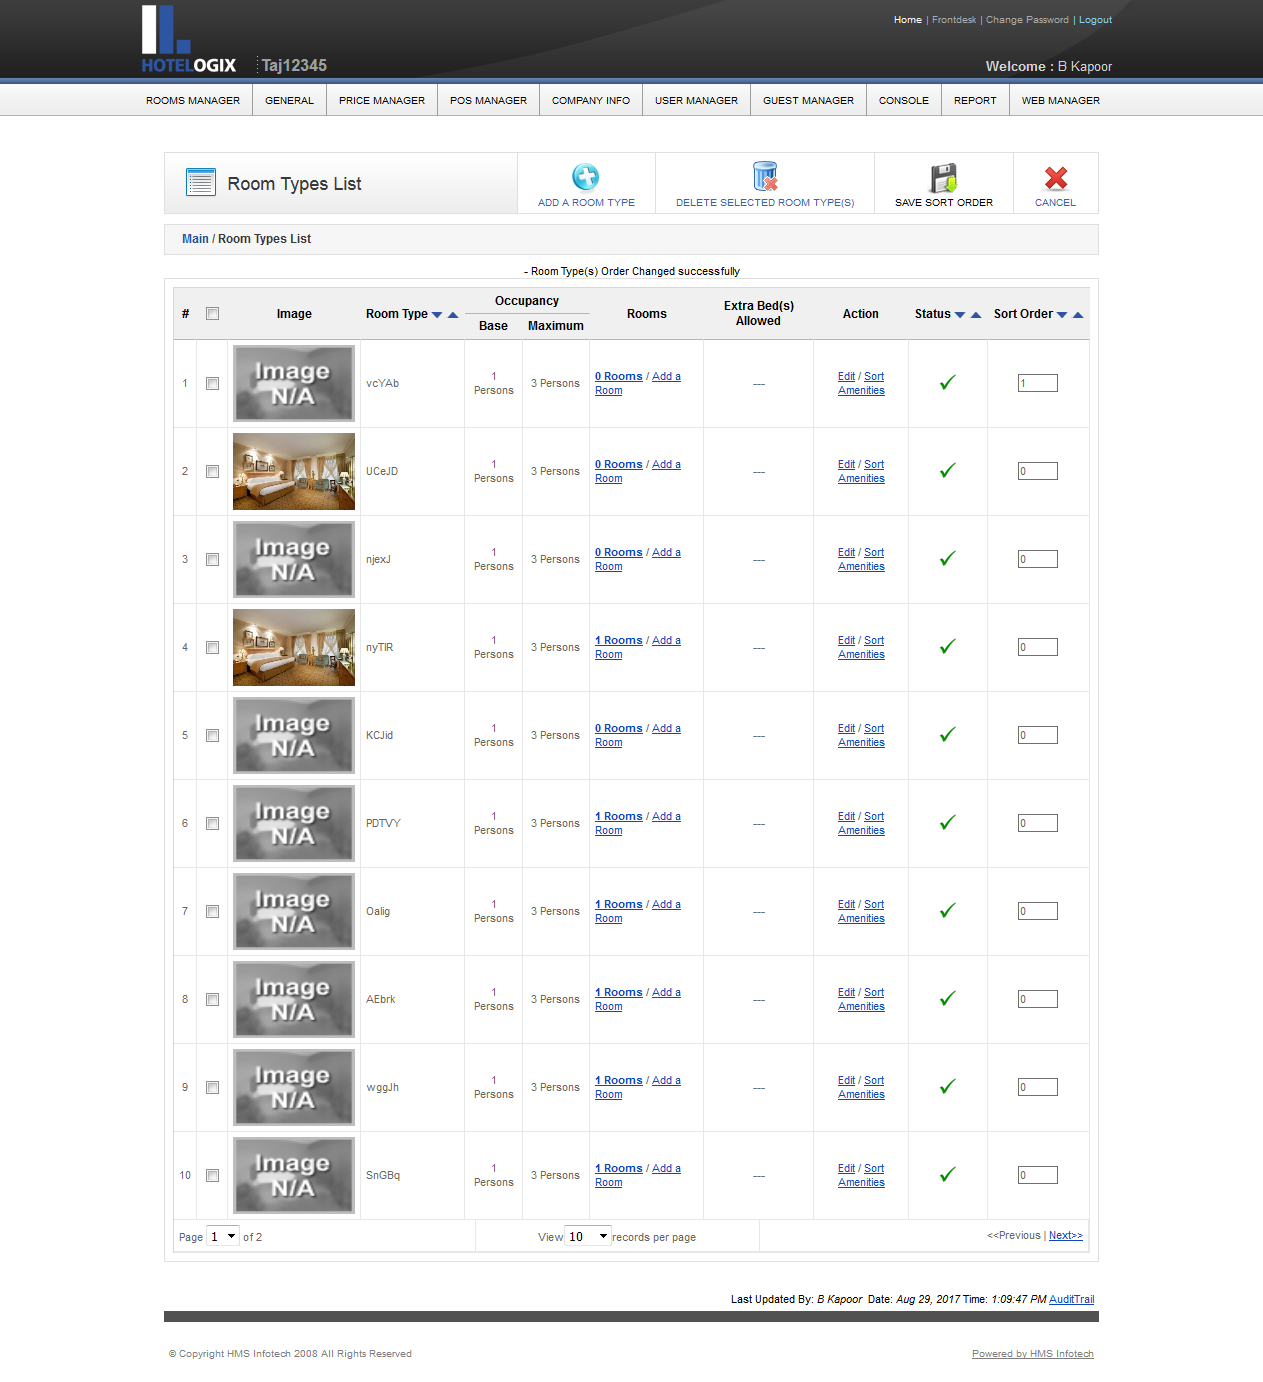 Home | Frontdesk | Change Password | Logout
HOTELOGIX Taj12345
Welcome : B Kapoor
ROOMS MANAGER GENERAL PRICE MANAGER POS MANAGER COMPANY INFO USER MANAGER GUEST MANAGER CONSOLE REPORT WEB MANAGER
Room Types List
ADD A ROOM TYPE DELETE SELECTED ROOM TYPE(S) SAVE SORT ORDER CANCEL
Main / Room Types List
- Room Type(s) Order Changed successfully
# Image Room Type Occupancy Base Maximum Rooms Extra Bed(s) Allowed Action Status Sort Order
1 Image N/A vcYAb 1 Persons 3 Persons 0 Rooms / Add a Room --- Edit / Sort Amenities 1
2 UCeJD 1 Persons 3 Persons 0 Rooms / Add a Room --- Edit / Sort Amenities 0
3 Image N/A njexJ 1 Persons 3 Persons 0 Rooms / Add a Room --- Edit / Sort Amenities 0
4 nyTIR 1 Persons 3 Persons 1 Rooms / Add a Room --- Edit / Sort Amenities 0
5 Image N/A KCJid 1 Persons 3 Persons 0 Rooms / Add a Room --- Edit / Sort Amenities 0
6 Image N/A PDTVY 1 Persons 3 Persons 1 Rooms / Add a Room --- Edit / Sort Amenities 0
7 Image N/A Oalig 1 Persons 3 Persons 1 Rooms / Add a Room --- Edit / Sort Amenities 0
8 Image N/A AEbrk 1 Persons 3 Persons 1 Rooms / Add a Room --- Edit / Sort Amenities 0
9 Image N/A wggJh 1 Persons 3 Persons 1 Rooms / Add a Room --- Edit / Sort Amenities 0
10 Image N/A SnGBq 1 Persons 3 Persons 1 Rooms / Add a Room --- Edit / Sort Amenities 0
Page 1 of 2 View 10 records per page <<Previous | Next>>
Last Updated By: B Kapoor Date: Aug 29, 2017 Time: 1:09:47 PM AuditTrail
© Copyright HMS Infotech 2008 All Rights Reserved Powered by HMS Infotech